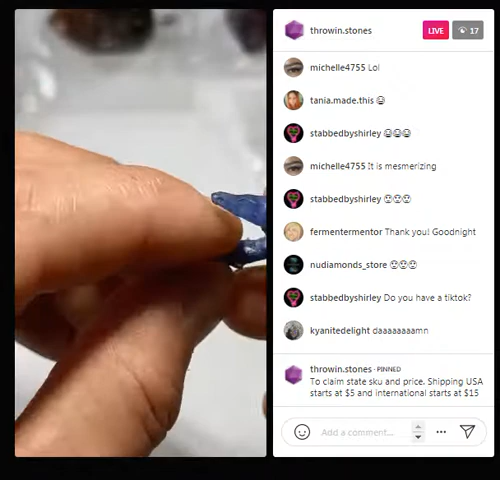 throwin.stones
LIVE
17
michelle4755 Lol
tania.made.this
stabbedbyshirley
michelle4755 It is mesmerizing
stabbedbyshirley
fermentermentor Thank you! Goodnight
nudiamonds_store
stabbedbyshirley Do you have a tiktok?
kyanitedelight daaaaaaaamn
throwin.stones · PINNED
To claim state sku and price. Shipping USA
starts at $5 and international starts at $15
Add a comment...